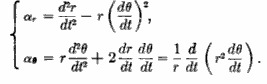 α_r = d²r/dt² − r (dθ/dt)²,
α_θ = r d²θ/dt² + 2 dr/dt dθ/dt = 1/r d/dt (r² dθ/dt).